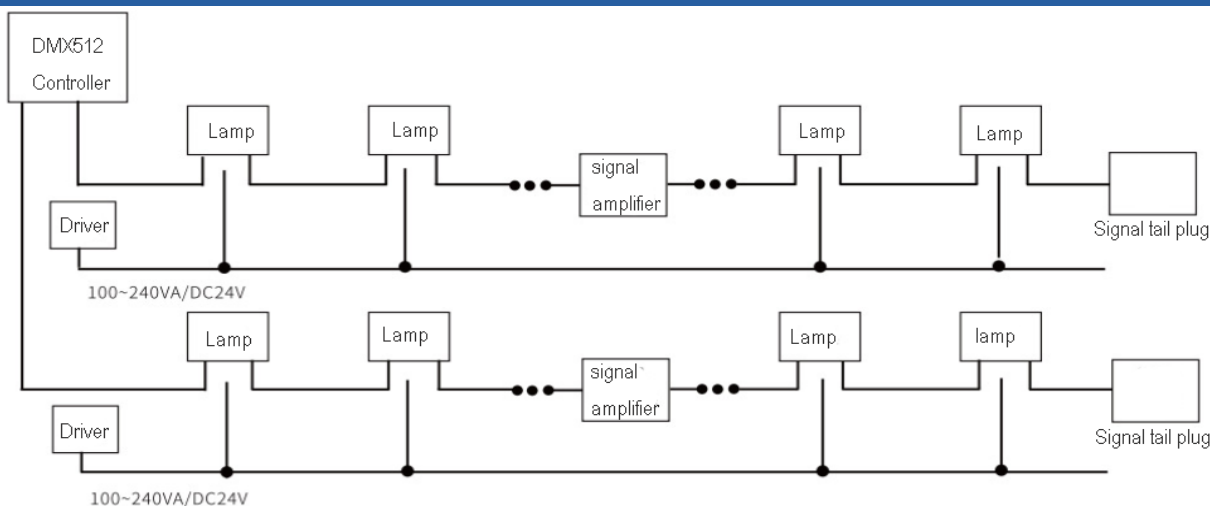 DMX512
Controller
Lamp
Lamp
signal
amplifier
Lamp
Lamp
Signal tail plug
Driver
100~240VA/DC24V
Lamp
Lamp
signal
amplifier
Lamp
lamp
Signal tail plug
Driver
100~240VA/DC24V